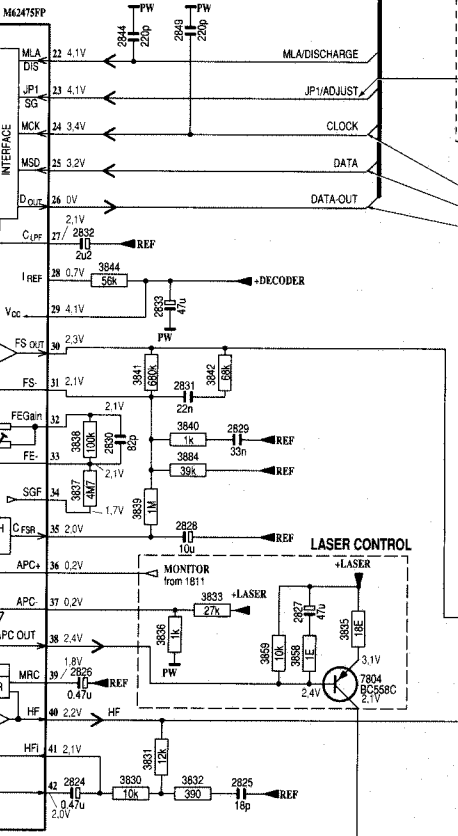 M62475FP
PW
PW
2844
220p
2849
220p
MLA
DIS
22 4,1V
MLA/DISCHARGE
JP1
SG
23 4,1V
JP1/ADJUST
MCK
24 3,4V
CLOCK
INTERFACE
MSD
25 3,2V
DATA
D OUT
26 0V
DATA-OUT
2,1V
C LPF
27
2832
2u2
REF
I REF
28 0,7V
3844
56k
+DECODER
2833
47u
PW
Vcc
29 4,1V
FS OUT
30 2,3V
3841
680k
3842
68k
FS-
31 2,1V
2831
22n
FEGain
32
2,1V
3838
100k
2830
82p
3840
1k
2829
33n
REF
FE-
33
2,1V
3884
39k
REF
3837
4M7
SGF
34
1,7V
3839
1M
H
C FSR
35 2,0V
2828
10u
REF
LASER CONTROL
APC+
36 0,2V
MONITOR
from 1811
+LASER
APC-
37 0,2V
3833
27k
+LASER
3836
1k
PW
2827
47u
3835
18E
APC OUT
38 2,4V
3859
10k
3858
1E
3,1V
7804
BC558C
2,4V
2,1V
1,8V
MRC
39
2826
0.47u
REF
R
HF
40 2,2V
HF
3831
12k
HFi
41 2,1V
42
2824
0.47u
2,0V
3830
10k
3832
390
2825
18p
REF